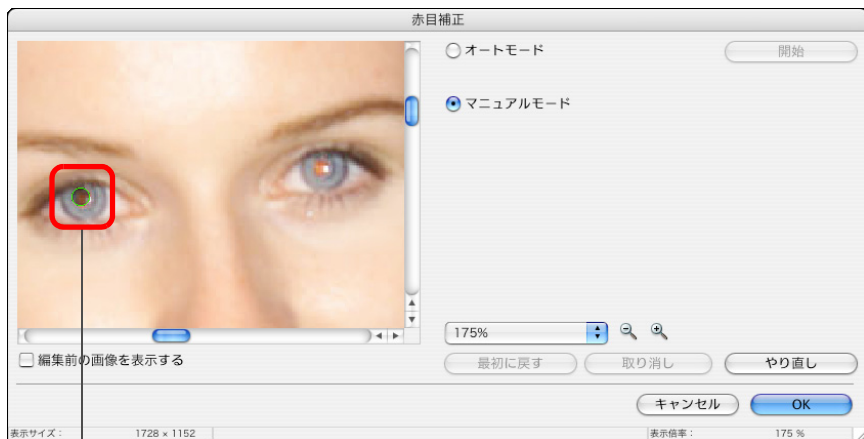 赤目補正
オートモード
開始
マニュアルモード
175%
編集前の画像を表示する
最初に戻す
取り消し
やり直し
キャンセル
OK
表示サイズ： 1728 × 1152
表示倍率： 175 %